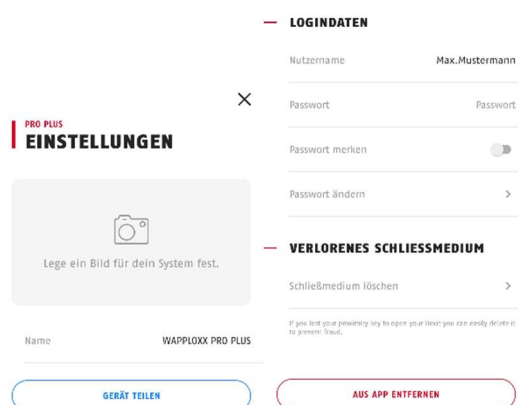 PRO PLUS
EINSTELLUNGEN
Lege ein Bild für dein System fest.
Name WAPPLOXX PRO PLUS
GERÄT TEILEN
LOGINDATEN
Nutzername Max.Mustermann
Passwort Passwort
Passwort merken
Passwort ändern
VERLORENES SCHLIESSMEDIUM
Schließmedium löschen
If you lost your proximity key to open your door you can easily delete it
to prevent fraud.
AUS APP ENTFERNEN